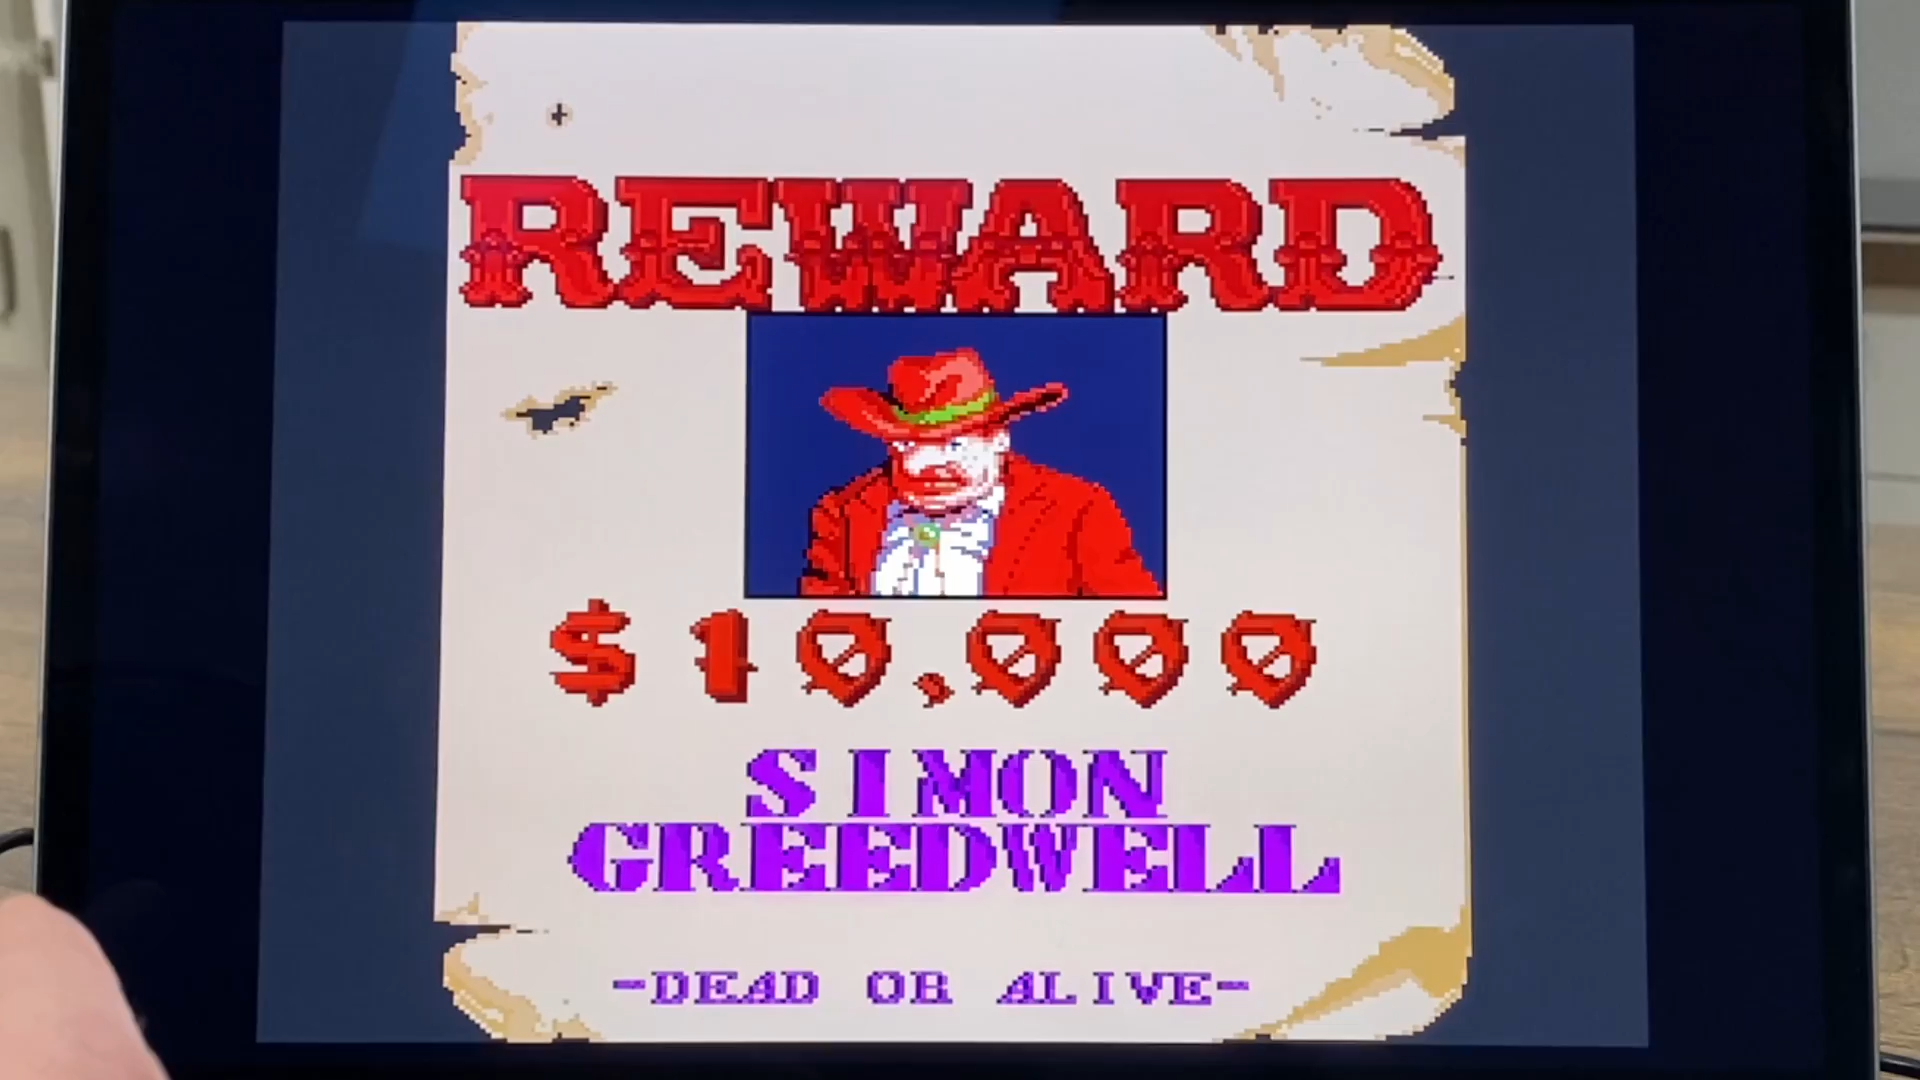 REWARD
$10,000
SIMON
GREEDWELL
-DEAD OR ALIVE-